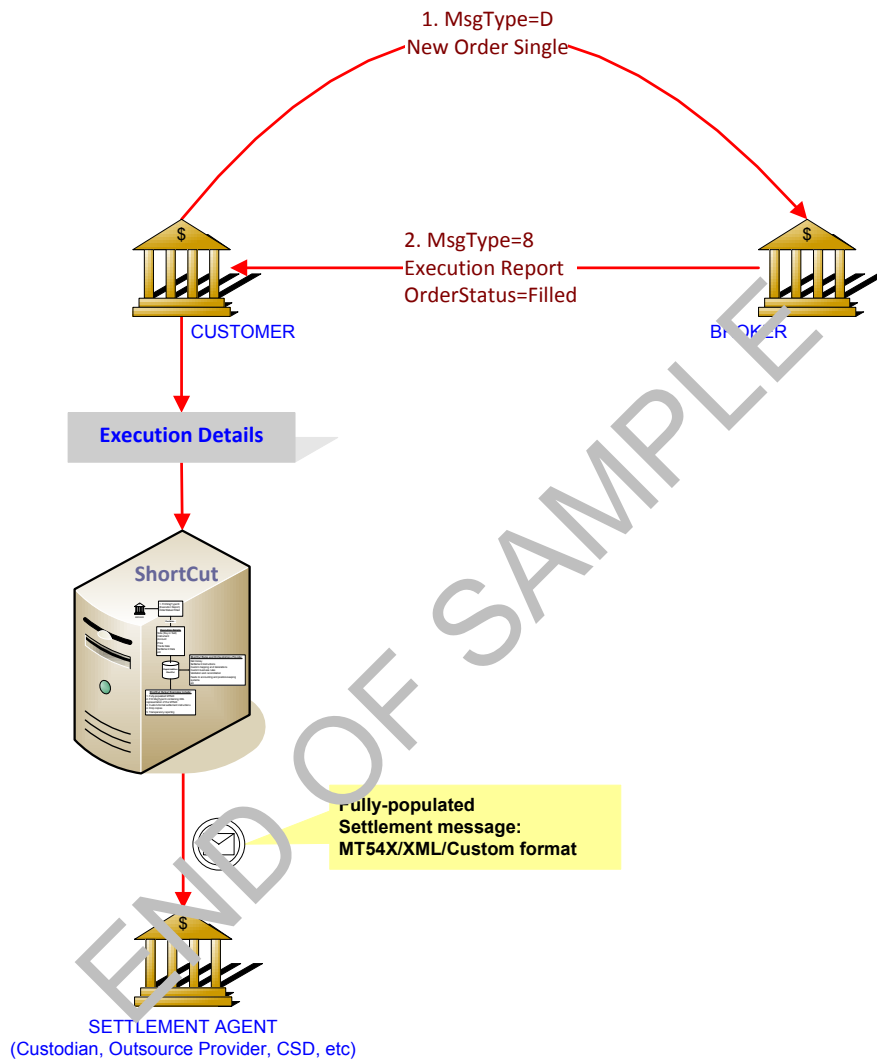 1. MsgType=D
New Order Single
$
$
2. MsgType=8
Execution Report
OrderStatus=Filled
CUSTOMER
BROKER
Execution Details
ShortCut
Fully-populated
Settlement message:
MT54X/XML/Custom format
$
SETTLEMENT AGENT
(Custodian, Outsource Provider, CSD, etc)
END OF SAMPLE